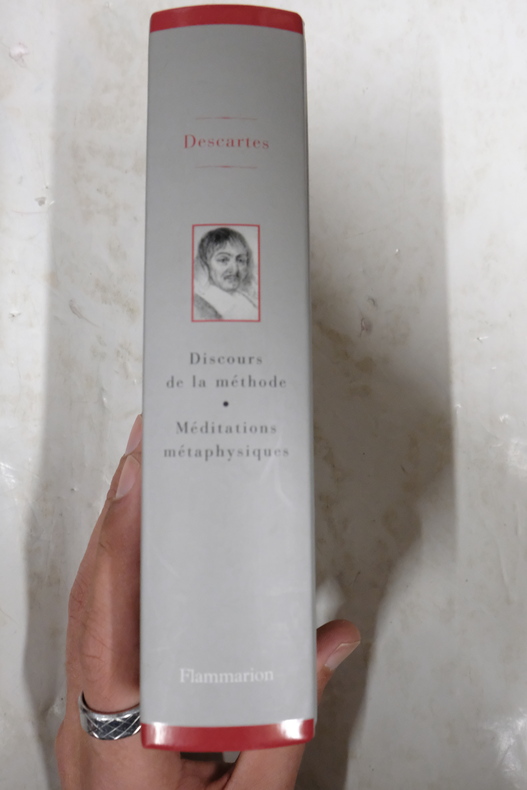 Descartes
Discours
de la méthode
•
Méditations
métaphysiques
Flammarion